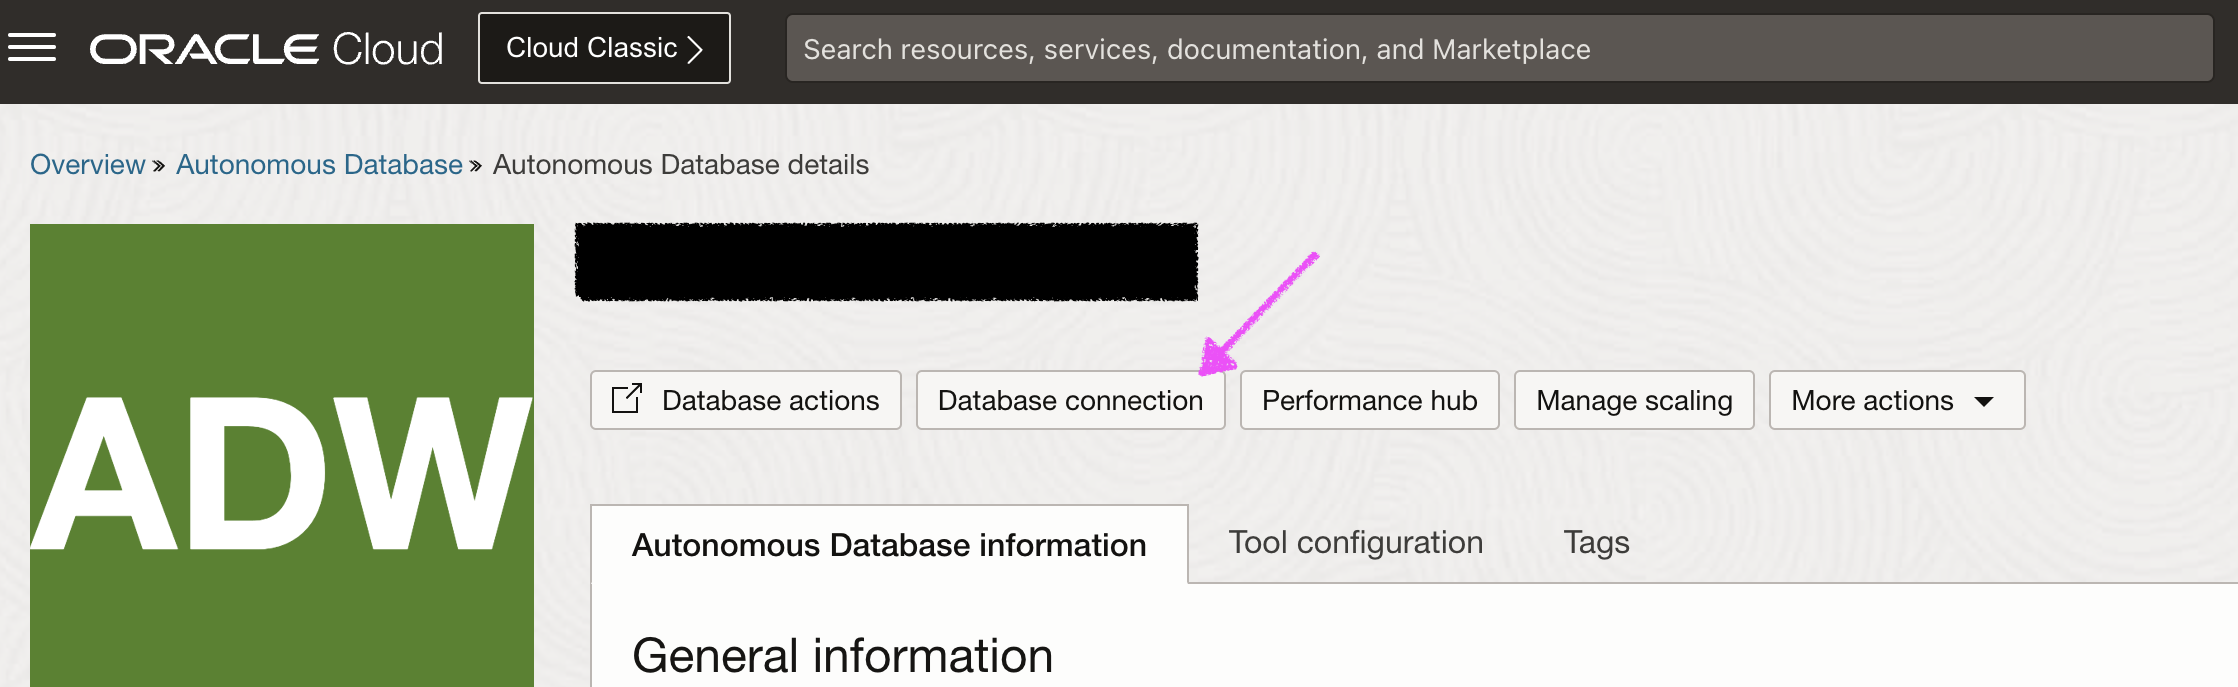 ORACLE Cloud
Cloud Classic
Search resources, services, documentation, and Marketplace
Overview » Autonomous Database » Autonomous Database details
ADW
Database actions
Database connection
Performance hub
Manage scaling
More actions
Autonomous Database information
Tool configuration
Tags
General information